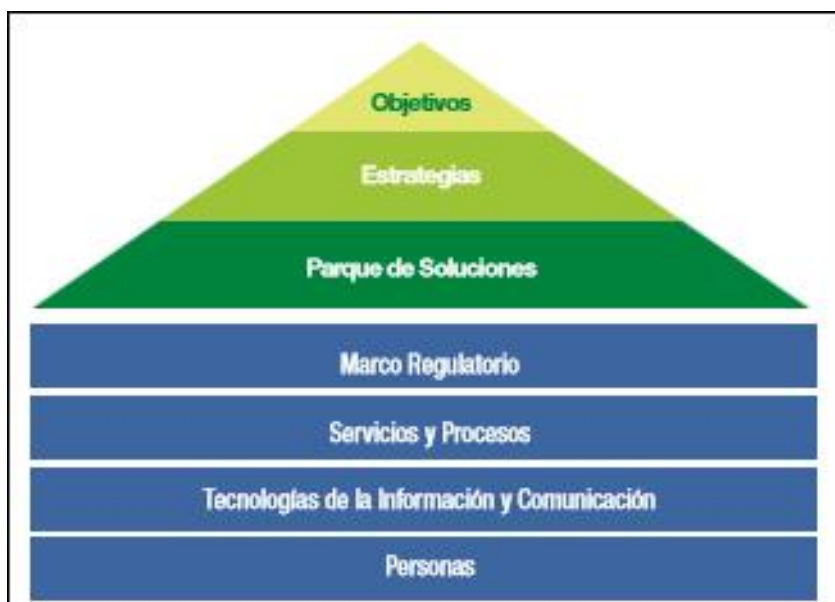 Objetivos
Estrategias
Parque de Soluciones
Marco Regulatorio
Servicios y Procesos
Tecnologías de la Información y Comunicación
Personas